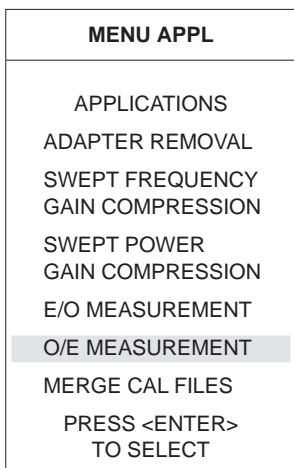 MENU APPL
APPLICATIONS
ADAPTER REMOVAL
SWEPT FREQUENCY
GAIN COMPRESSION
SWEPT POWER
GAIN COMPRESSION
E/O MEASUREMENT
O/E MEASUREMENT
MERGE CAL FILES
PRESS <ENTER>
TO SELECT